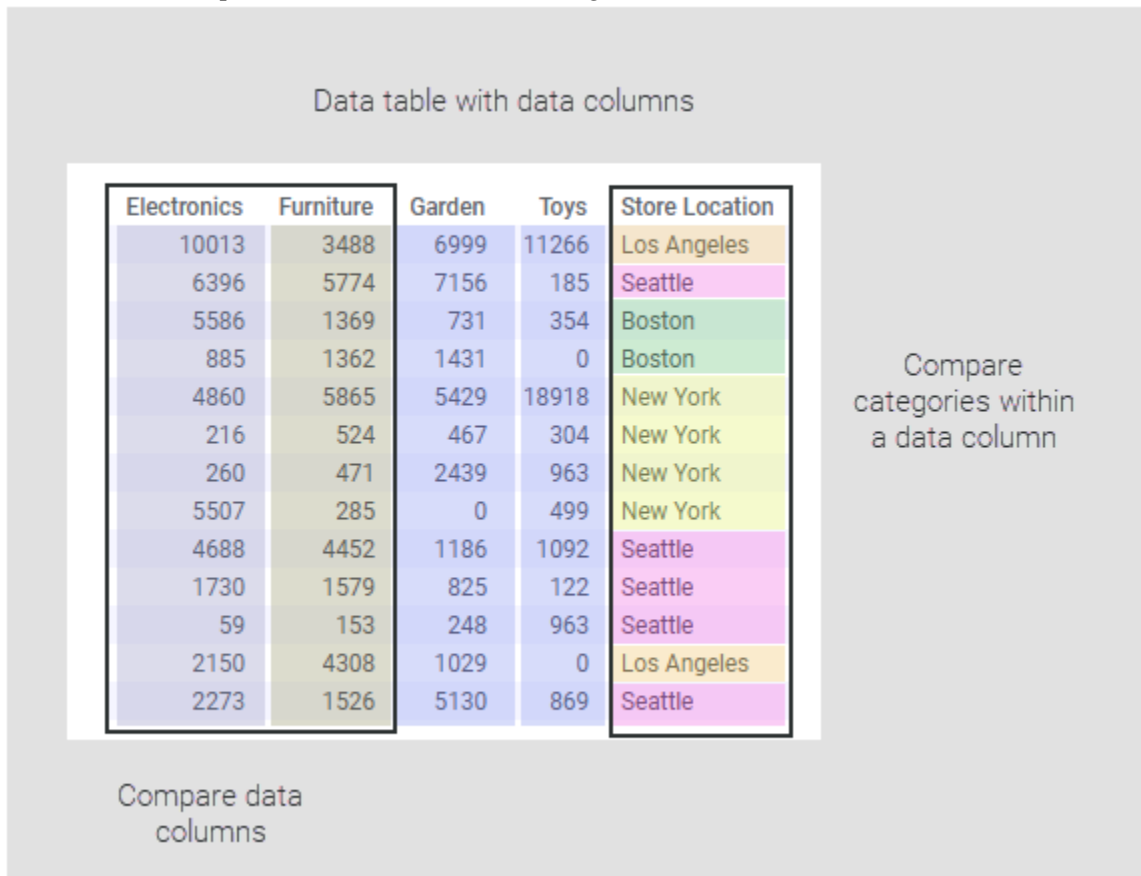 Data table with data columns
Electronics Furniture Garden Toys Store Location
10013 3488 6999 11266 Los Angeles
6396 5774 7156 185 Seattle
5586 1369 731 354 Boston
885 1362 1431 0 Boston
4860 5865 5429 18918 New York
216 524 467 304 New York
260 471 2439 963 New York
5507 285 0 499 New York
4688 4452 1186 1092 Seattle
1730 1579 825 122 Seattle
59 153 248 963 Seattle
2150 4308 1029 0 Los Angeles
2273 1526 5130 869 Seattle
Compare
categories within
a data column
Compare data
columns